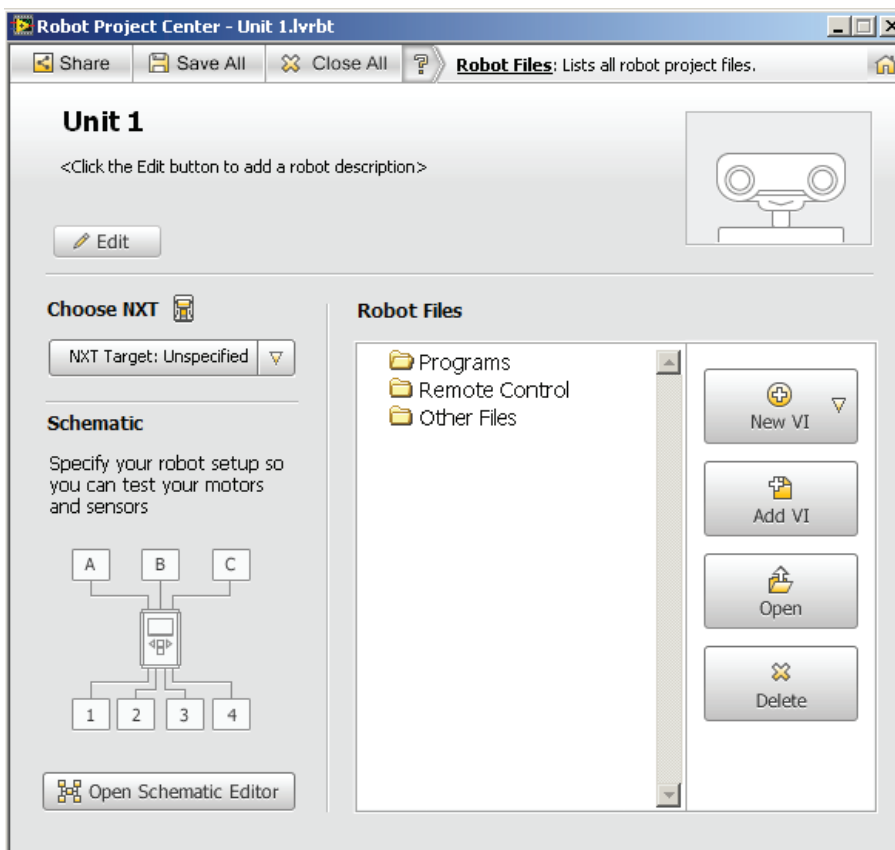 Robot Project Center - Unit 1.lvrbt
Share
Save All
Close All
?
Robot Files: Lists all robot project files.
Unit 1
<Click the Edit button to add a robot description>
Edit
Choose NXT
NXT Target: Unspecified
Schematic
Specify your robot setup so
you can test your motors
and sensors
A B C
1 2 3 4
Open Schematic Editor
Robot Files
Programs
Remote Control
Other Files
New VI
Add VI
Open
Delete